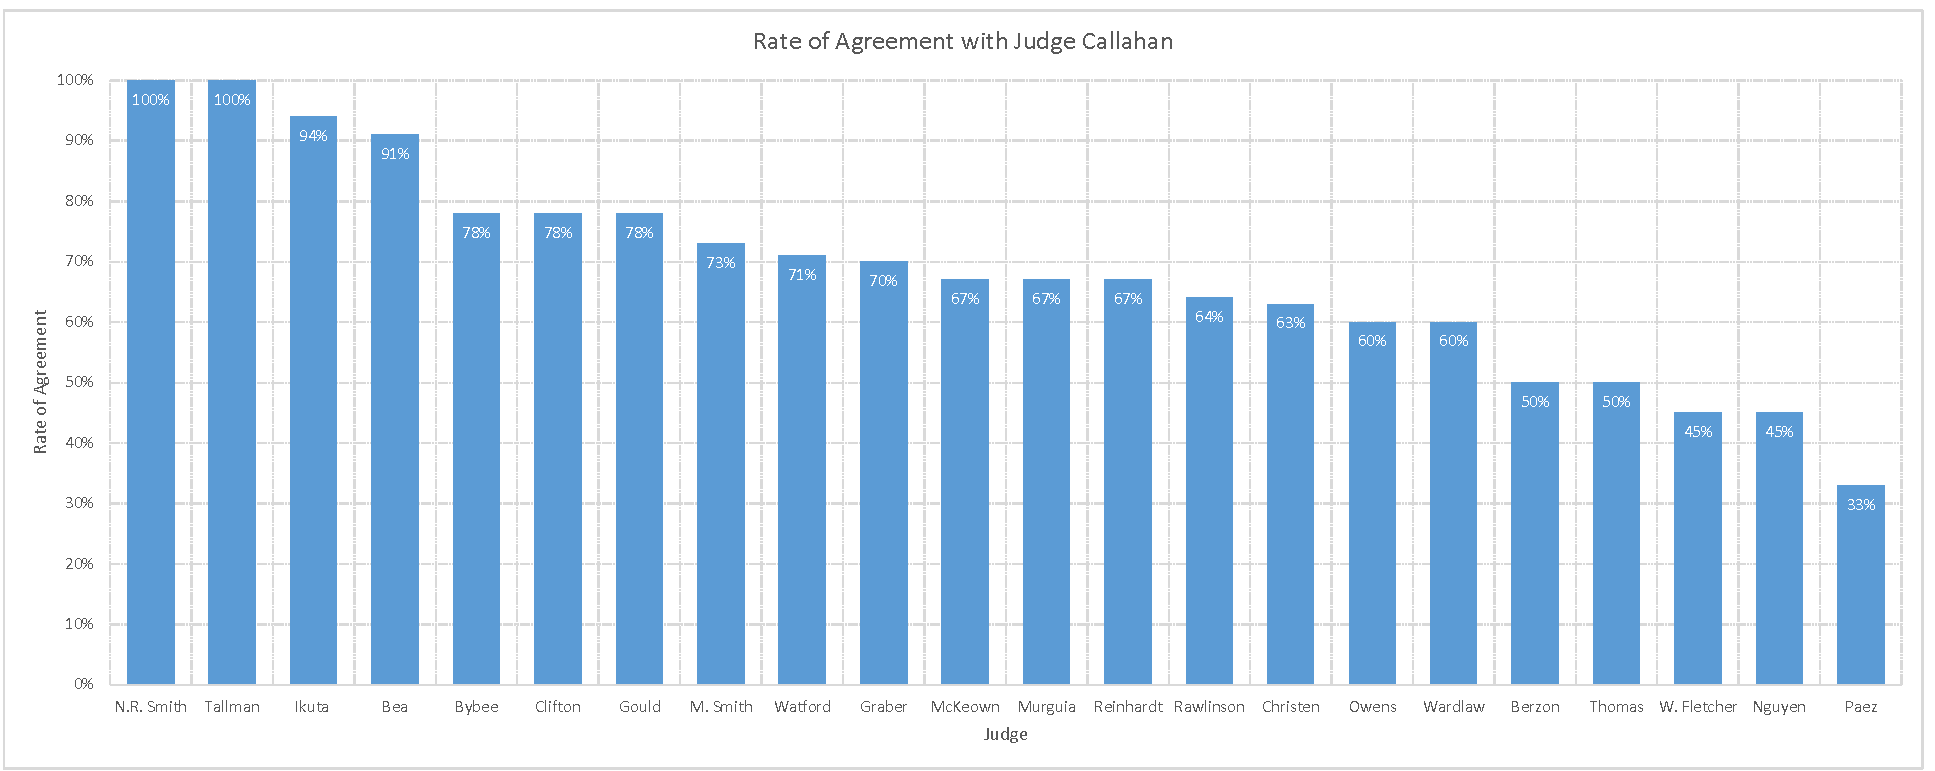 Rate of Agreement with Judge Callahan
100%
90%
80%
70%
60%
50%
40%
30%
20%
10%
0%
Rate of Agreement
100% 100% 94% 91% 78% 78% 78% 73% 71% 70% 67% 67% 67% 64% 63% 60% 60% 50% 50% 45% 45% 33%
N.R. Smith Tallman Ikuta Bea Bybee Clifton Gould M. Smith Watford Graber McKeown Murguia Reinhardt Rawlinson Christen Owens Wardlaw Berzon Thomas W. Fletcher Nguyen Paez
Judge